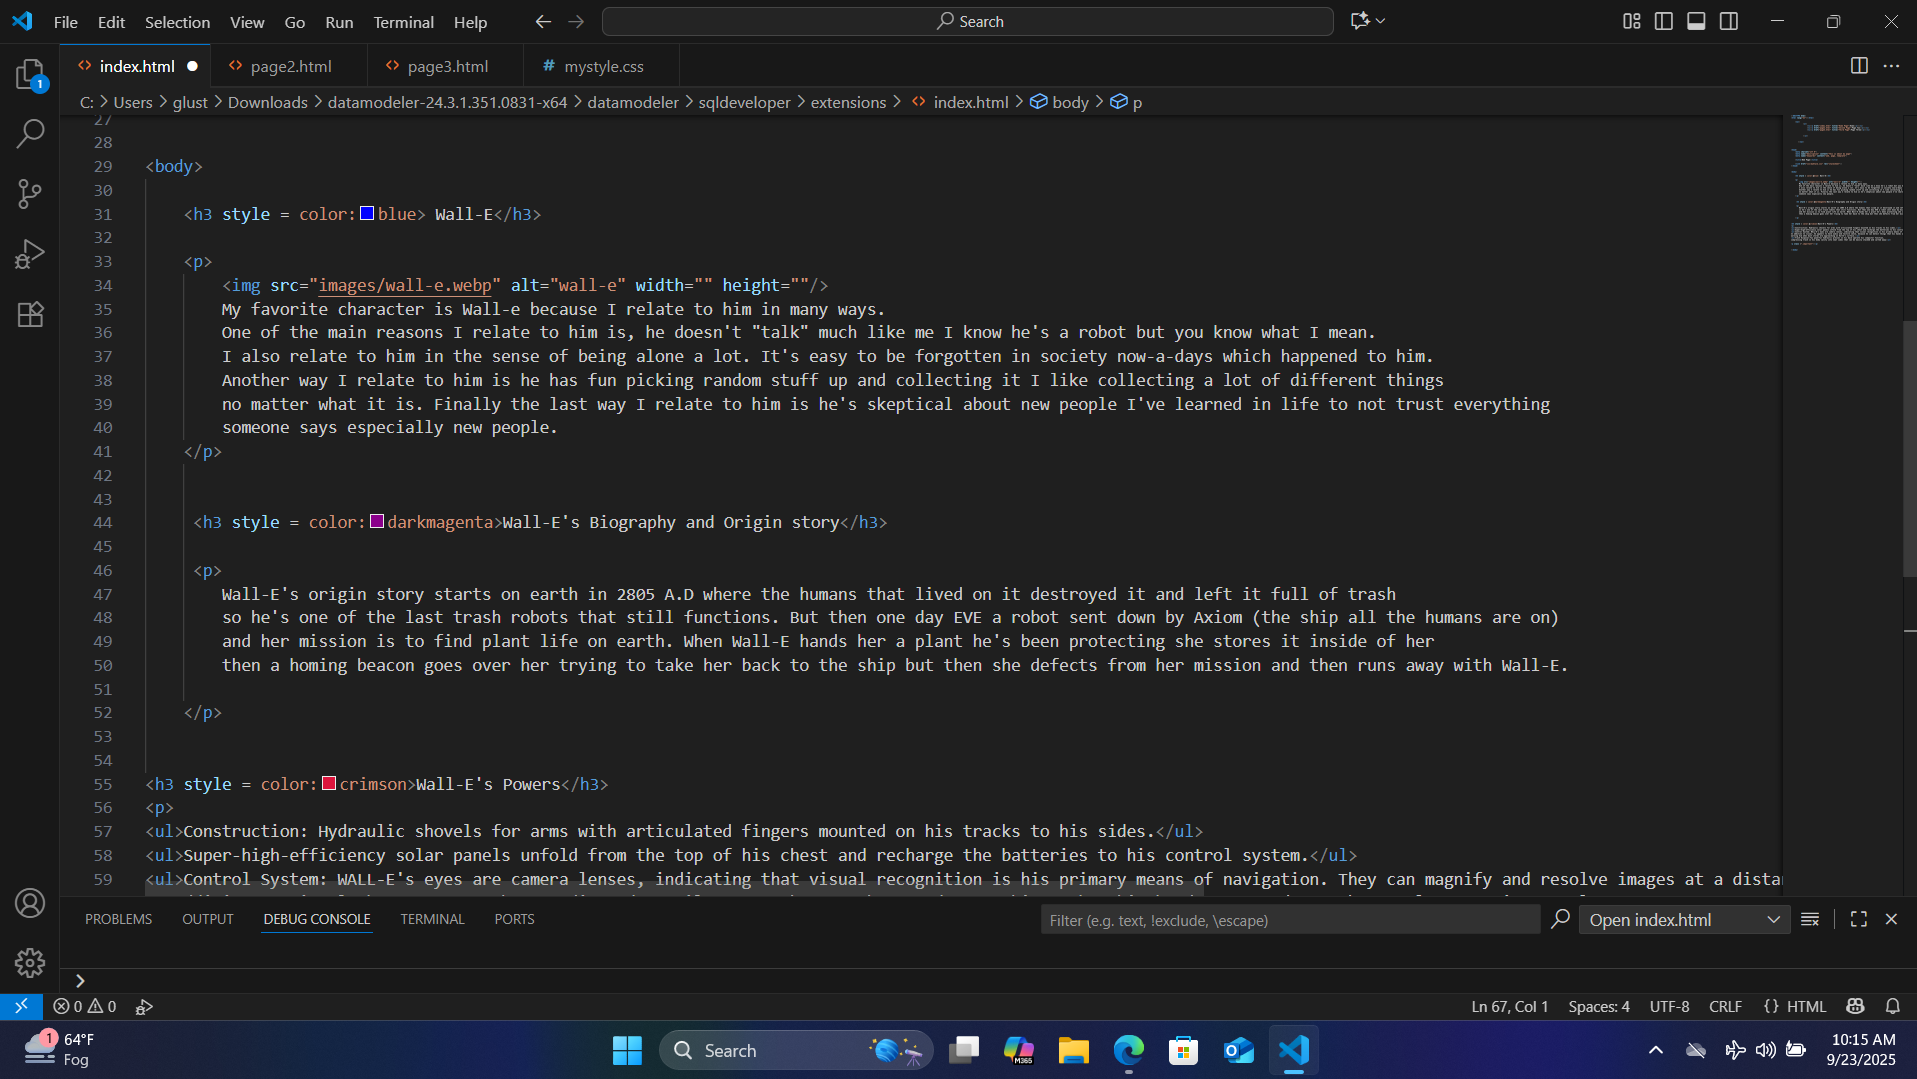 File Edit Selection View Go Run Terminal Help
Search
index.html
page2.html
page3.html
# mystyle.css
C: > Users > glust > Downloads > datamodeler-24.3.1.351.0831-x64 > datamodeler > sqldeveloper > extensions > index.html > body > p
1
27
28
29 <body>
30
31 <h3 style = color:blue> Wall-E</h3>
32
33 <p>
34 <img src="images/wall-e.webp" alt="wall-e" width="" height=""/>
35 My favorite character is Wall-e because I relate to him in many ways.
36 One of the main reasons I relate to him is, he doesn't "talk" much like me I know he's a robot but you know what I mean.
37 I also relate to him in the sense of being alone a lot. It's easy to be forgotten in society now-a-days which happened to him.
38 Another way I relate to him is he has fun picking random stuff up and collecting it I like collecting a lot of different things
39 no matter what it is. Finally the last way I relate to him is he's skeptical about new people I've learned in life to not trust everything
40 someone says especially new people.
41 </p>
42
43
44 <h3 style = color:darkmagenta>Wall-E's Biography and Origin story</h3>
45
46 <p>
47 Wall-E's origin story starts on earth in 2805 A.D where the humans that lived on it destroyed it and left it full of trash
48 so he's one of the last trash robots that still functions. But then one day EVE a robot sent down by Axiom (the ship all the humans are on)
49 and her mission is to find plant life on earth. When Wall-E hands her a plant he's been protecting she stores it inside of her
50 then a homing beacon goes over her trying to take her back to the ship but then she defects from her mission and then runs away with Wall-E.
51
52 </p>
53
54
55 <h3 style = color:crimson>Wall-E's Powers</h3>
56 <p>
57 <ul>Construction: Hydraulic shovels for arms with articulated fingers mounted on his tracks to his sides.</ul>
58 <ul>Super-high-efficiency solar panels unfold from the top of his chest and recharge the batteries to his control system.</ul>
59 <ul>Control System: WALL-E's eyes are camera lenses, indicating that visual recognition is his primary means of navigation. They can magnify and resolve images at a distan
PROBLEMS OUTPUT DEBUG CONSOLE TERMINAL PORTS
Filter (e.g. text, !exclude, \escape)
Open index.html
0 0
Ln 67, Col 1 Spaces: 4 UTF-8 CRLF {} HTML
1
64°F
Fog
Search
M365
10:15 AM
9/23/2025